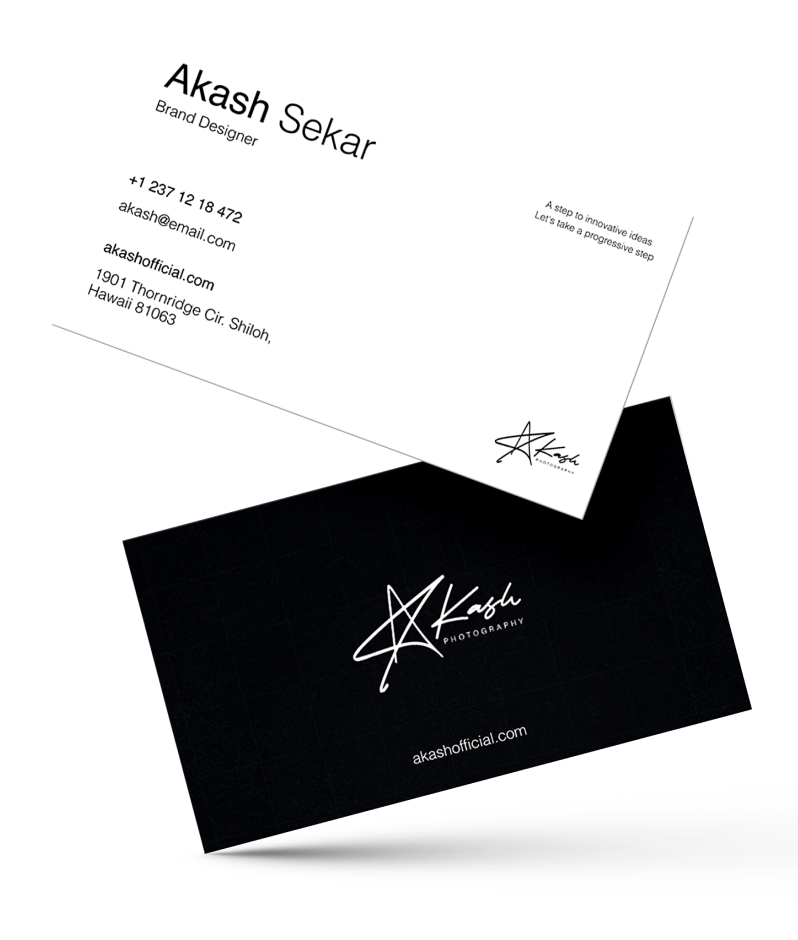 Akash Sekar
Brand Designer
+1 237 12 18 472
akash@email.com
akashofficial.com
1901 Thornridge Cir. Shiloh,
Hawaii 81063
A step to innovative ideas
Let's take a progressive step
AKash
PHOTOGRAPHY
AKash
PHOTOGRAPHY
akashofficial.com